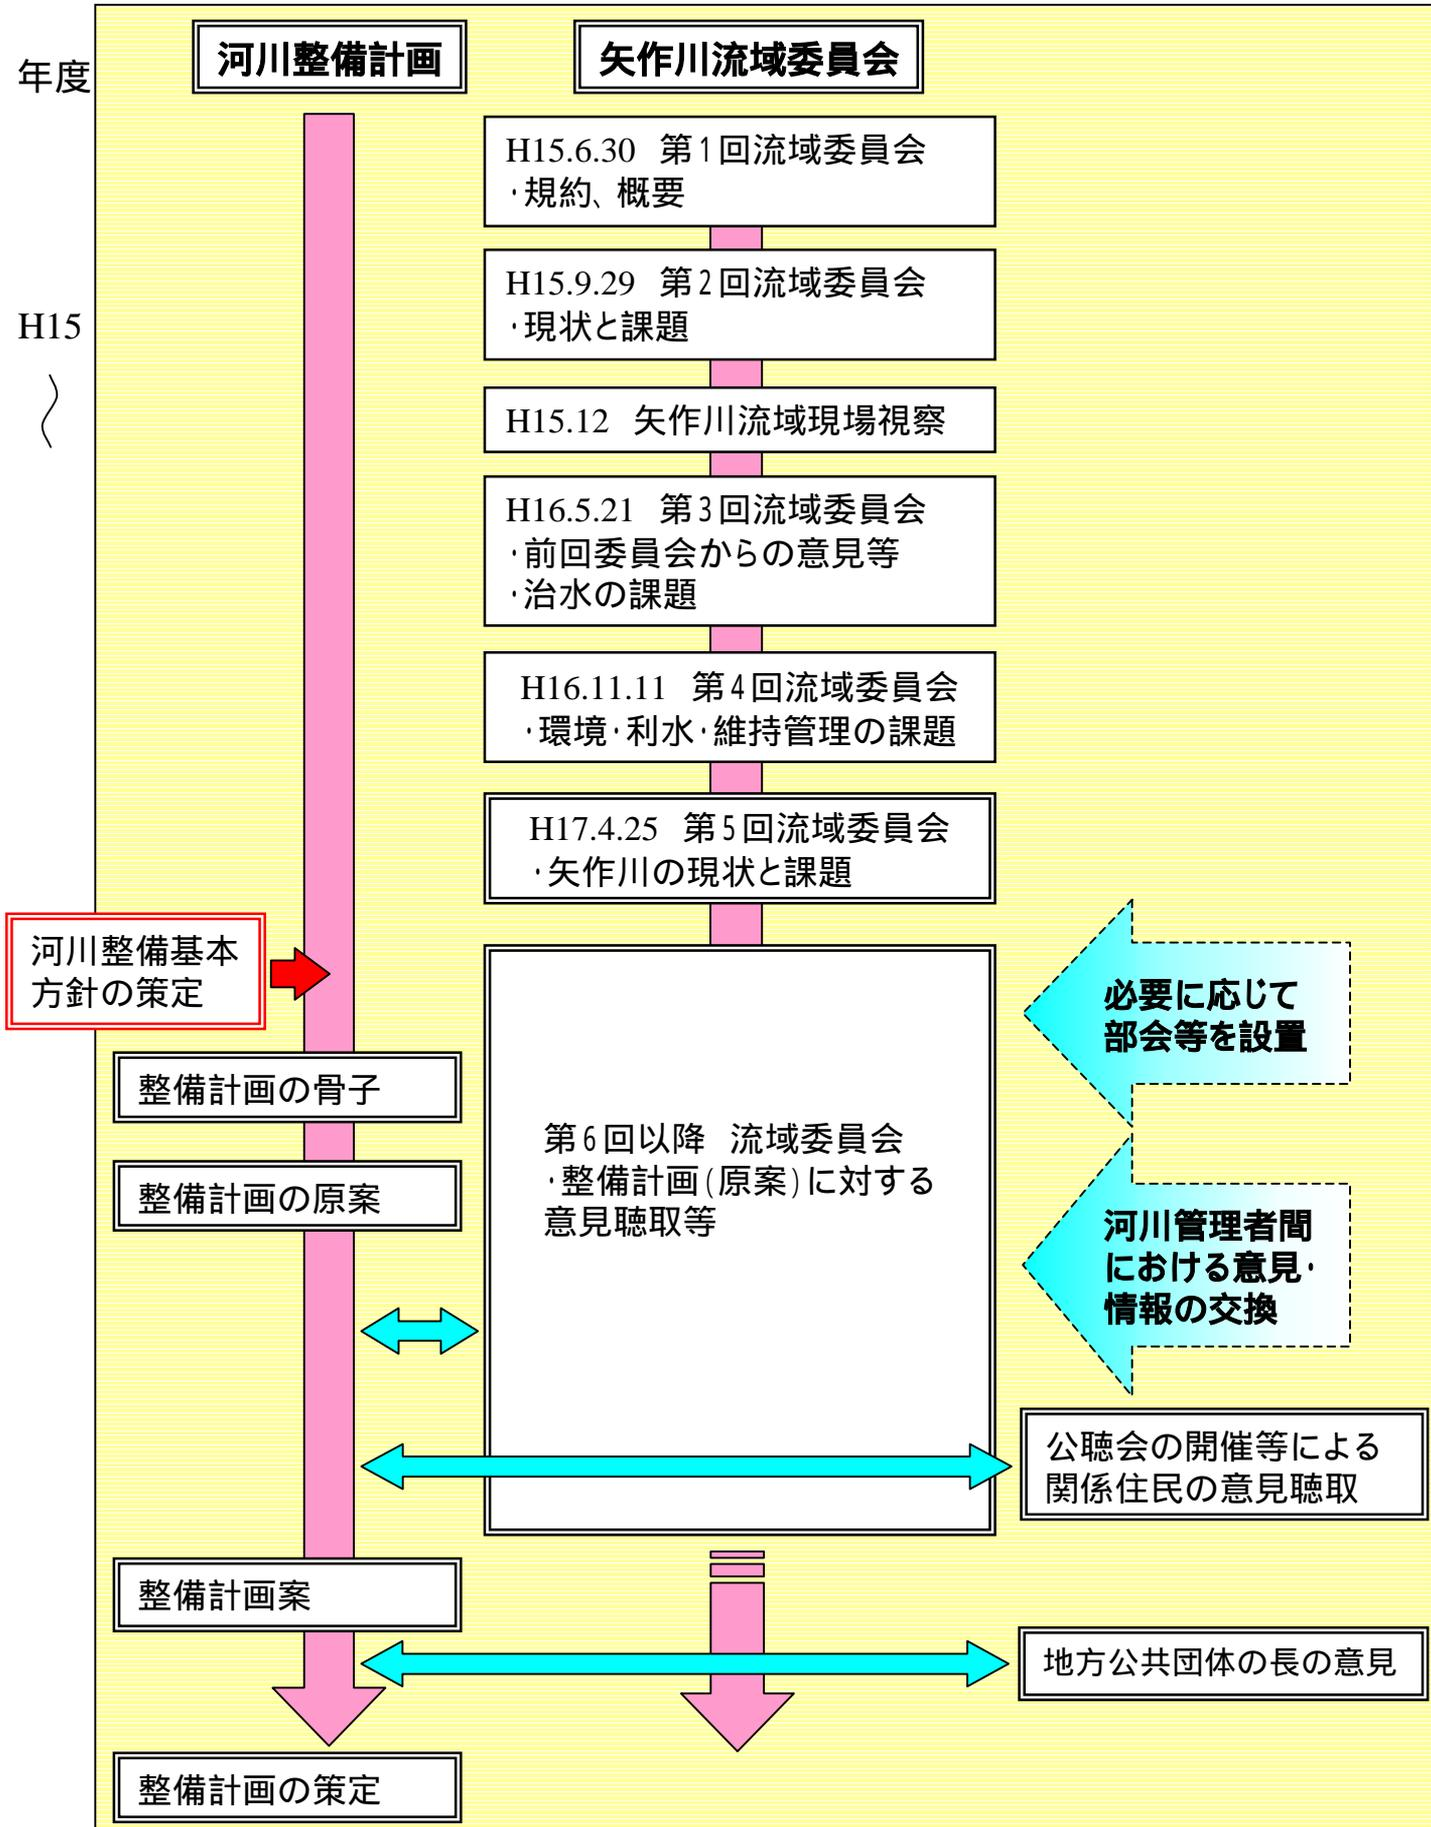 年度
河川整備計画
矢作川流域委員会
H15.6.30 第1回流域委員会
・規約、概要
H15.9.29 第2回流域委員会
・現状と課題
H15
〜
H15.12 矢作川流域現場視察
H16.5.21 第3回流域委員会
・前回委員会からの意見等
・治水の課題
H16.11.11 第4回流域委員会
・環境・利水・維持管理の課題
H17.4.25 第5回流域委員会
・矢作川の現状と課題
河川整備基本
方針の策定
必要に応じて
部会等を設置
整備計画の骨子
整備計画の原案
第6回以降 流域委員会
・整備計画(原案)に対する
意見聴取等
河川管理者間
における意見・
情報の交換
公聴会の開催等による
関係住民の意見聴取
整備計画案
地方公共団体の長の意見
整備計画の策定